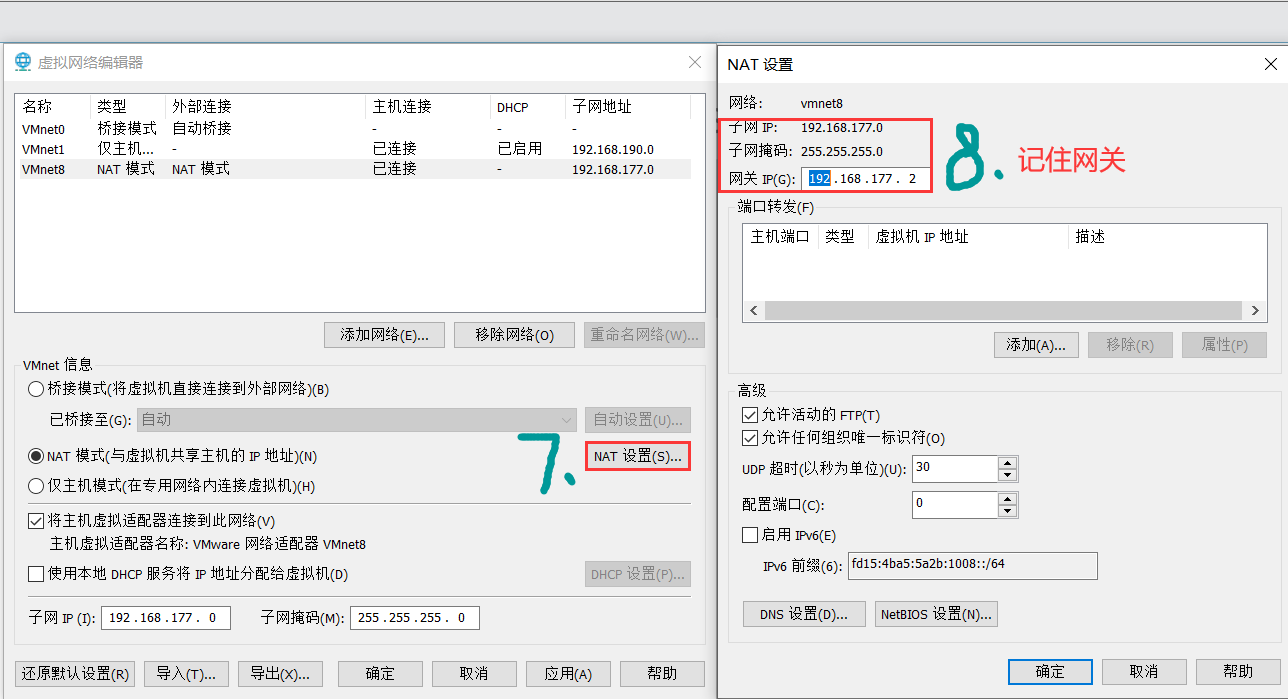 虚拟网络编辑器
名称 类型 外部连接 主机连接 DHCP 子网地址
VMnet0 桥接模式 自动桥接 - - -
VMnet1 仅主机... - 已连接 已启用 192.168.190.0
VMnet8 NAT 模式 NAT 模式 已连接 - 192.168.177.0
添加网络(E)... 移除网络(O) 重命名网络(W)...
VMnet 信息
桥接模式(将虚拟机直接连接到外部网络)(B)
已桥接至(G): 自动 自动设置(U)...
7.
NAT 模式(与虚拟机共享主机的 IP 地址)(N) NAT 设置(S)...
仅主机模式(在专用网络内连接虚拟机)(H)
将主机虚拟适配器连接到此网络(V)
主机虚拟适配器名称: VMware 网络适配器 VMnet8
使用本地 DHCP 服务将 IP 地址分配给虚拟机(D) DHCP 设置(P)...
子网 IP (I): 192 . 168 . 177 . 0 子网掩码(M): 255 . 255 . 255 . 0
还原默认设置(R) 导入(T)... 导出(X)... 确定 取消 应用(A) 帮助
NAT 设置
网络: vmnet8
子网 IP: 192.168.177.0
子网掩码: 255.255.255.0
网关 IP(G): 192 . 168 . 177 . 2
8. 记住网关
端口转发(F)
主机端口 类型 虚拟机 IP 地址 描述
添加(A)... 移除(R) 属性(P)
高级
允许活动的 FTP(T)
允许任何组织唯一标识符(O)
UDP 超时(以秒为单位)(U): 30
配置端口(C): 0
启用 IPv6(E)
IPv6 前缀(6): fd15:4ba5:5a2b:1008::/64
DNS 设置(D)... NetBIOS 设置(N)...
确定 取消 帮助